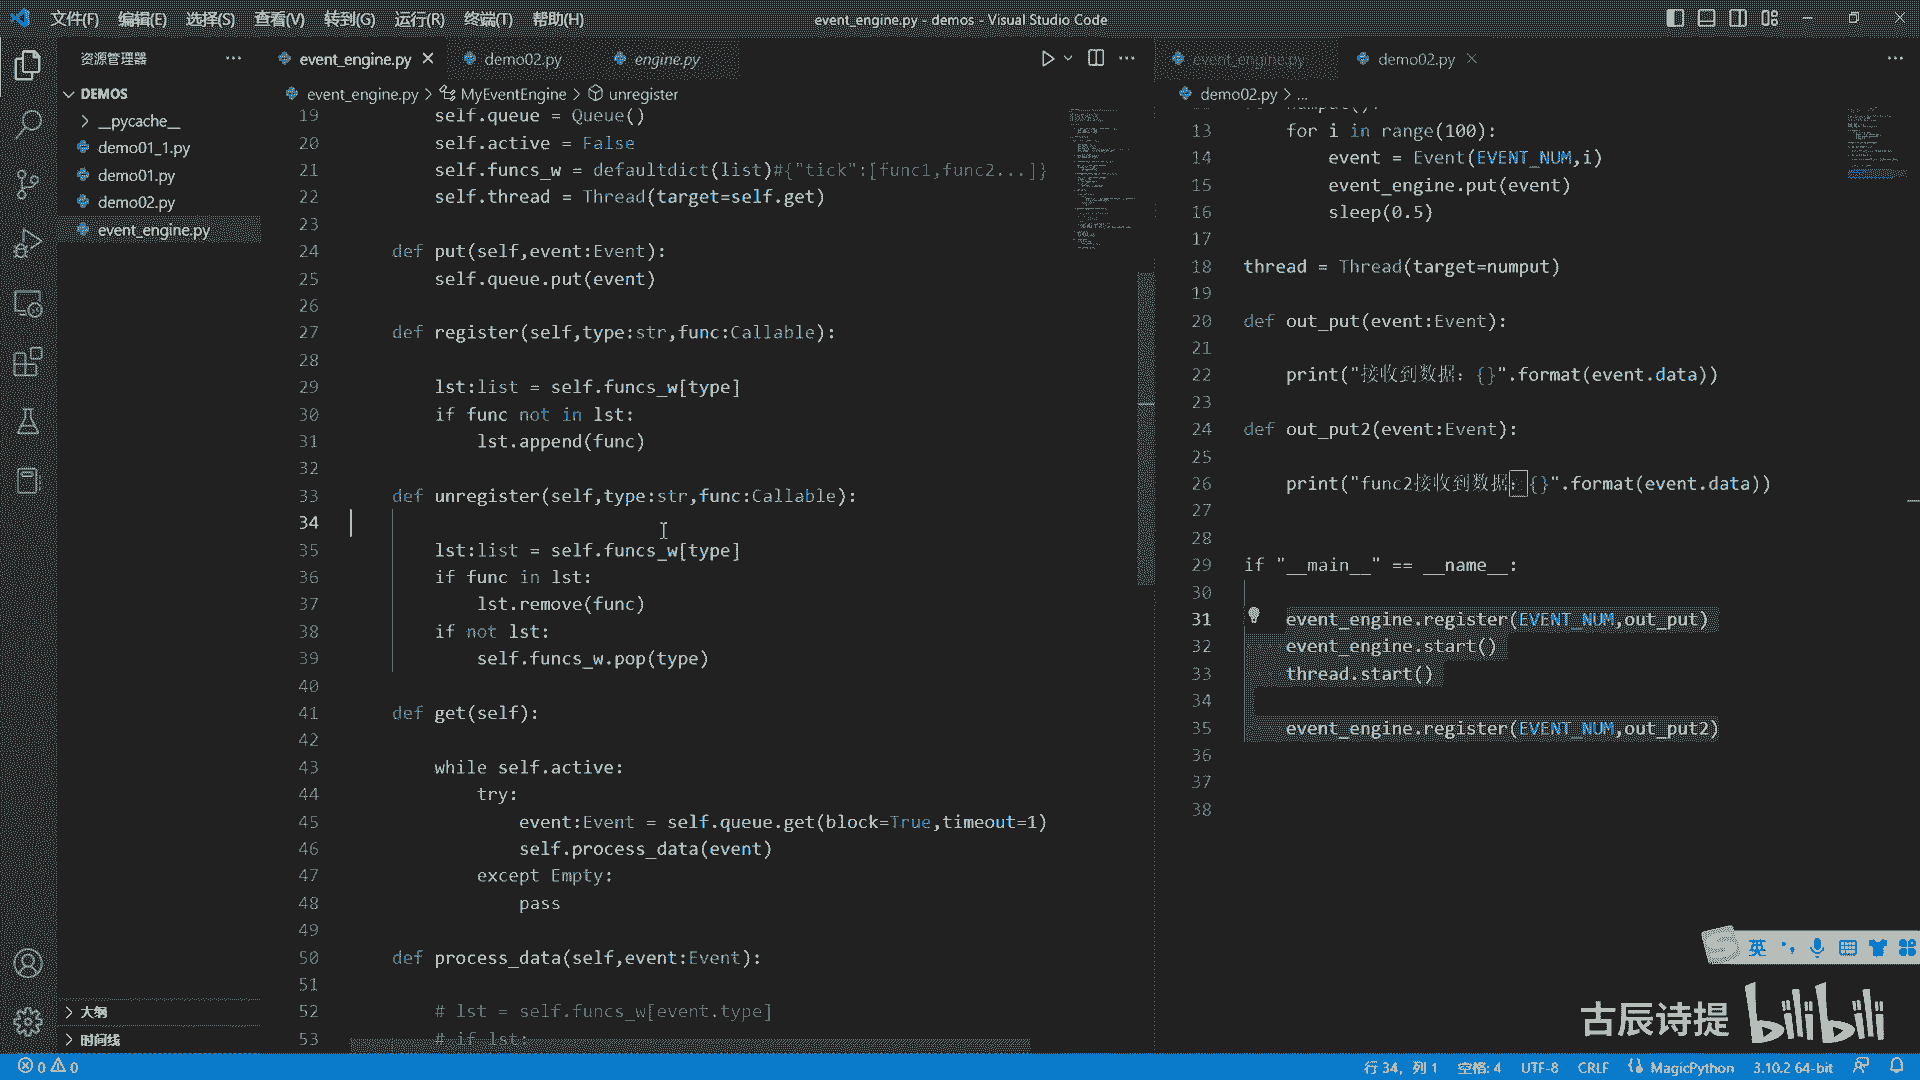 文件(F) 编辑(E) 选择(S) 查看(V) 转到(G) 运行(R) 终端(T) 帮助(H)
event_engine.py - demos - Visual Studio Code
资源管理器
DEMOS
__pycache__
demo01_1.py
demo01.py
demo02.py
event_engine.py
大纲
时间线
event_engine.py demo02.py engine.py
event_engine.py > MyEventEngine > unregister
19 self.queue = Queue()
20 self.active = False
21 self.funcs_w = defaultdict(list)#{"tick":[func1,func2...]}
22 self.thread = Thread(target=self.get)
23
24 def put(self,event:Event):
25 self.queue.put(event)
26
27 def register(self,type:str,func:Callable):
28
29 lst:list = self.funcs_w[type]
30 if func not in lst:
31 lst.append(func)
32
33 def unregister(self,type:str,func:Callable):
34
35 lst:list = self.funcs_w[type]
36 if func in lst:
37 lst.remove(func)
38 if not lst:
39 self.funcs_w.pop(type)
40
41 def get(self):
42
43 while self.active:
44 try:
45 event:Event = self.queue.get(block=True,timeout=1)
46 self.process_data(event)
47 except Empty:
48 pass
49
50 def process_data(self,event:Event):
51
52 # lst = self.funcs_w[event.type]
53 # if lst:
event_engine.py demo02.py
demo02.py > ...
13 for i in range(100):
14 event = Event(EVENT_NUM,i)
15 event_engine.put(event)
16 sleep(0.5)
17
18 thread = Thread(target=numput)
19
20 def out_put(event:Event):
21
22 print("接收到数据：{}".format(event.data))
23
24 def out_put2(event:Event):
25
26 print("func2接收到数据：{}".format(event.data))
27
28
29 if "__main__" == __name__:
30
31 event_engine.register(EVENT_NUM,out_put)
32 event_engine.start()
33 thread.start()
34
35 event_engine.register(EVENT_NUM,out_put2)
36
37
38
英
古辰诗提 bilibili
0 0
行 34，列 1 空格: 4 UTF-8 CRLF MagicPython 3.10.2 64-bit